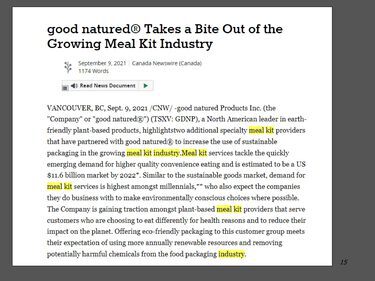 good natured® Takes a Bite Out of the
Growing Meal Kit Industry
September 9, 2021 Canada Newswire (Canada)
1174 Words
Read News Document
VANCOUVER, BC, Sept. 9, 2021 /CNW/ -good natured Products Inc. (the
"Company" or "good natured®") (TSXV: GDNP), a North American leader in earth-
friendly plant-based products, highlightstwo additional specialty meal kit providers
that have partnered with good natured® to increase the use of sustainable
packaging in the growing meal kit industry.Meal kit services tackle the quickly
emerging demand for higher quality convenience eating and is estimated to be a US
$11.6 billion market by 2022*. Similar to the sustainable goods market, demand for
meal kit services is highest amongst millennials,** who also expect the companies
they do business with to make environmentally conscious choices where possible.
The Company is gaining traction amongst plant-based meal kit providers that serve
customers who are choosing to eat differently for health reasons and to reduce their
impact on the planet. Offering eco-friendly packaging to this customer group meets
their expectation of using more annually renewable resources and removing
potentially harmful chemicals from the food packaging industry.
15